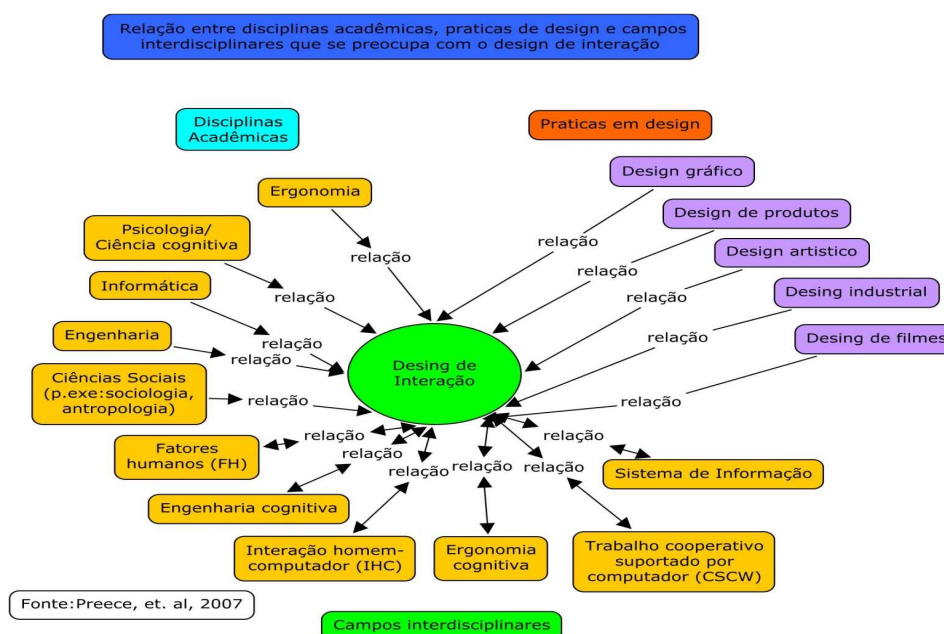 Relação entre disciplinas acadêmicas, praticas de design e campos
interdisciplinares que se preocupa com o design de interação
Disciplinas
Acadêmicas
Praticas em design
Ergonomia
relação
Psicologia/
Ciência cognitiva
relação
Informática
relação
Engenharia
relação
Ciências Sociais
(p.exe:sociologia,
antropologia)
relação
Design gráfico
relação
Design de produtos
relação
Design artistico
relação
Desing industrial
relação
Desing de filmes
relação
Desing de
Interação
Fatores
humanos (FH)
relação
Engenharia cognitiva
relação
Interação homem-
computador (IHC)
relação
Ergonomia
cognitiva
relação
Trabalho cooperativo
suportado por
computador (CSCW)
relação
Sistema de Informação
relação
Fonte:Preece, et. al, 2007
Campos interdisciplinares